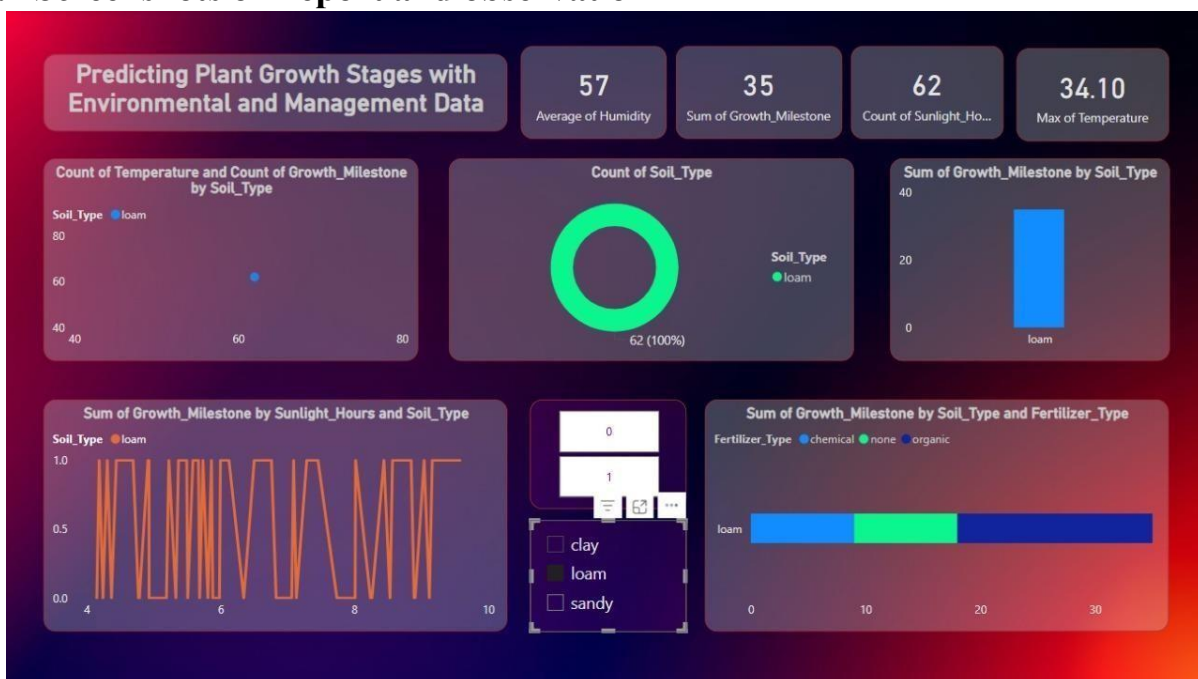 Predicting Plant Growth Stages with
Environmental and Management Data
57
Average of Humidity
35
Sum of Growth_Milestone
62
Count of Sunlight_Ho...
34.10
Max of Temperature
Count of Temperature and Count of Growth_Milestone
by Soil_Type
Soil_Type loam
80
60
40
40 60 80
Count of Soil_Type
62 (100%)
Soil_Type
loam
Sum of Growth_Milestone by Soil_Type
40
20
0
loam
Sum of Growth_Milestone by Sunlight_Hours and Soil_Type
Soil_Type loam
1.0
0.5
0.0
4 6 8 10
0
1
clay
loam
sandy
Sum of Growth_Milestone by Soil_Type and Fertilizer_Type
Fertilizer_Type chemical none organic
loam
0 10 20 30